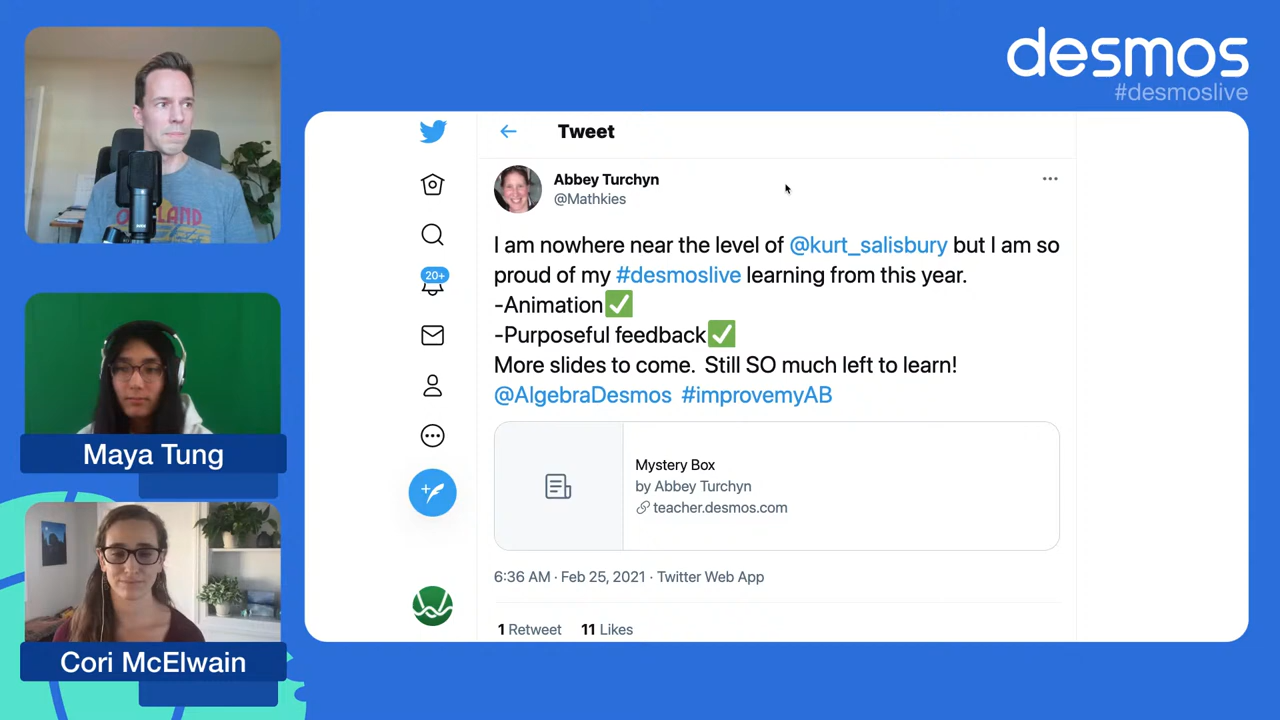 desmos
#desmoslive
Tweet
Abbey Turchyn
@Mathkies
I am nowhere near the level of @kurt_salisbury but I am so
proud of my #desmoslive learning from this year.
-Animation✅
-Purposeful feedback✅
More slides to come. Still SO much left to learn!
@AlgebraDesmos #improvemyAB
Mystery Box
by Abbey Turchyn
teacher.desmos.com
6:36 AM · Feb 25, 2021 · Twitter Web App
1 Retweet 11 Likes
20+
Maya Tung
Cori McElwain